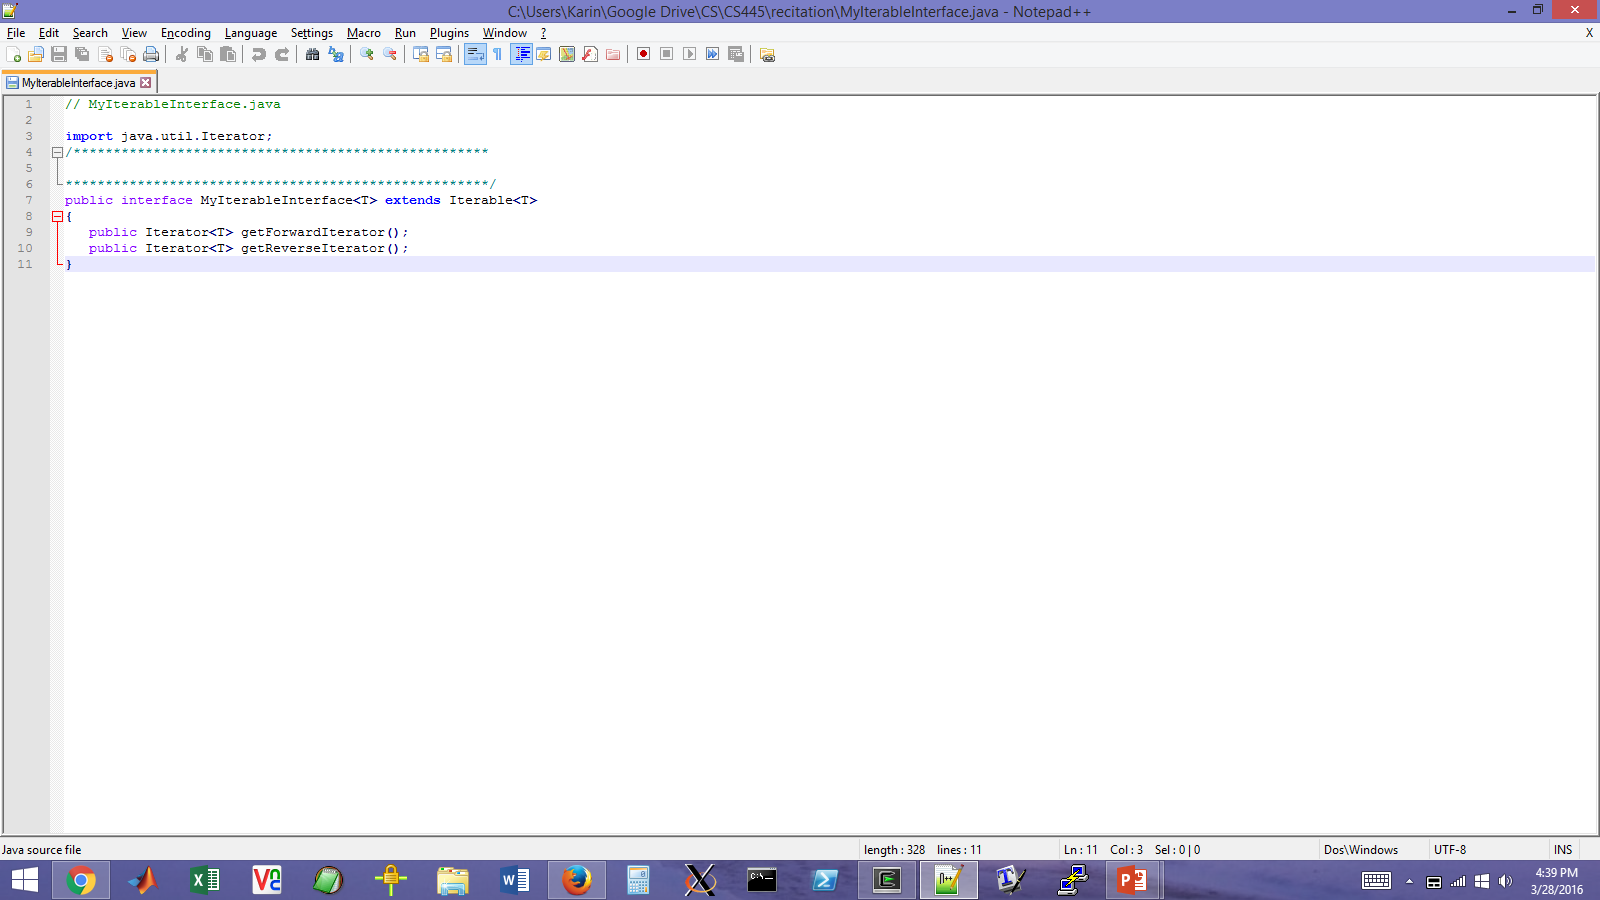 C:\Users\Karin\Google Drive\CS\CS445\recitation\MyIterableInterface.java - Notepad++
File Edit Search View Encoding Language Settings Macro Run Plugins Window ? X
MyIterableInterface.java
1 // MyIterableInterface.java
2
3 import java.util.Iterator;
4 /****************************************************
5
6 *****************************************************/
7 public interface MyIterableInterface<T> extends Iterable<T>
8 {
9 public Iterator<T> getForwardIterator();
10 public Iterator<T> getReverseIterator();
11 }
Java source file length : 328 lines : 11 Ln : 11 Col : 3 Sel : 0 | 0 Dos\Windows UTF-8 INS
4:39 PM
3/28/2016